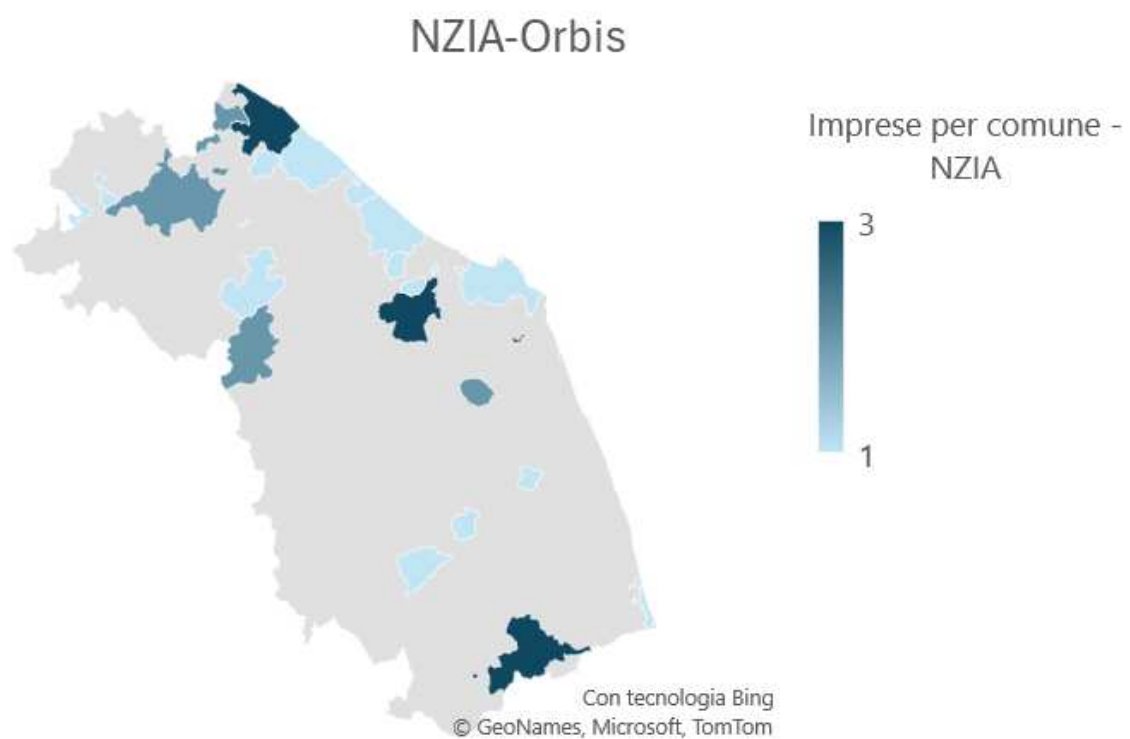 NZIA-Orbis
Imprese per comune -
NZIA
3
1
Con tecnologia Bing
© GeoNames, Microsoft, TomTom